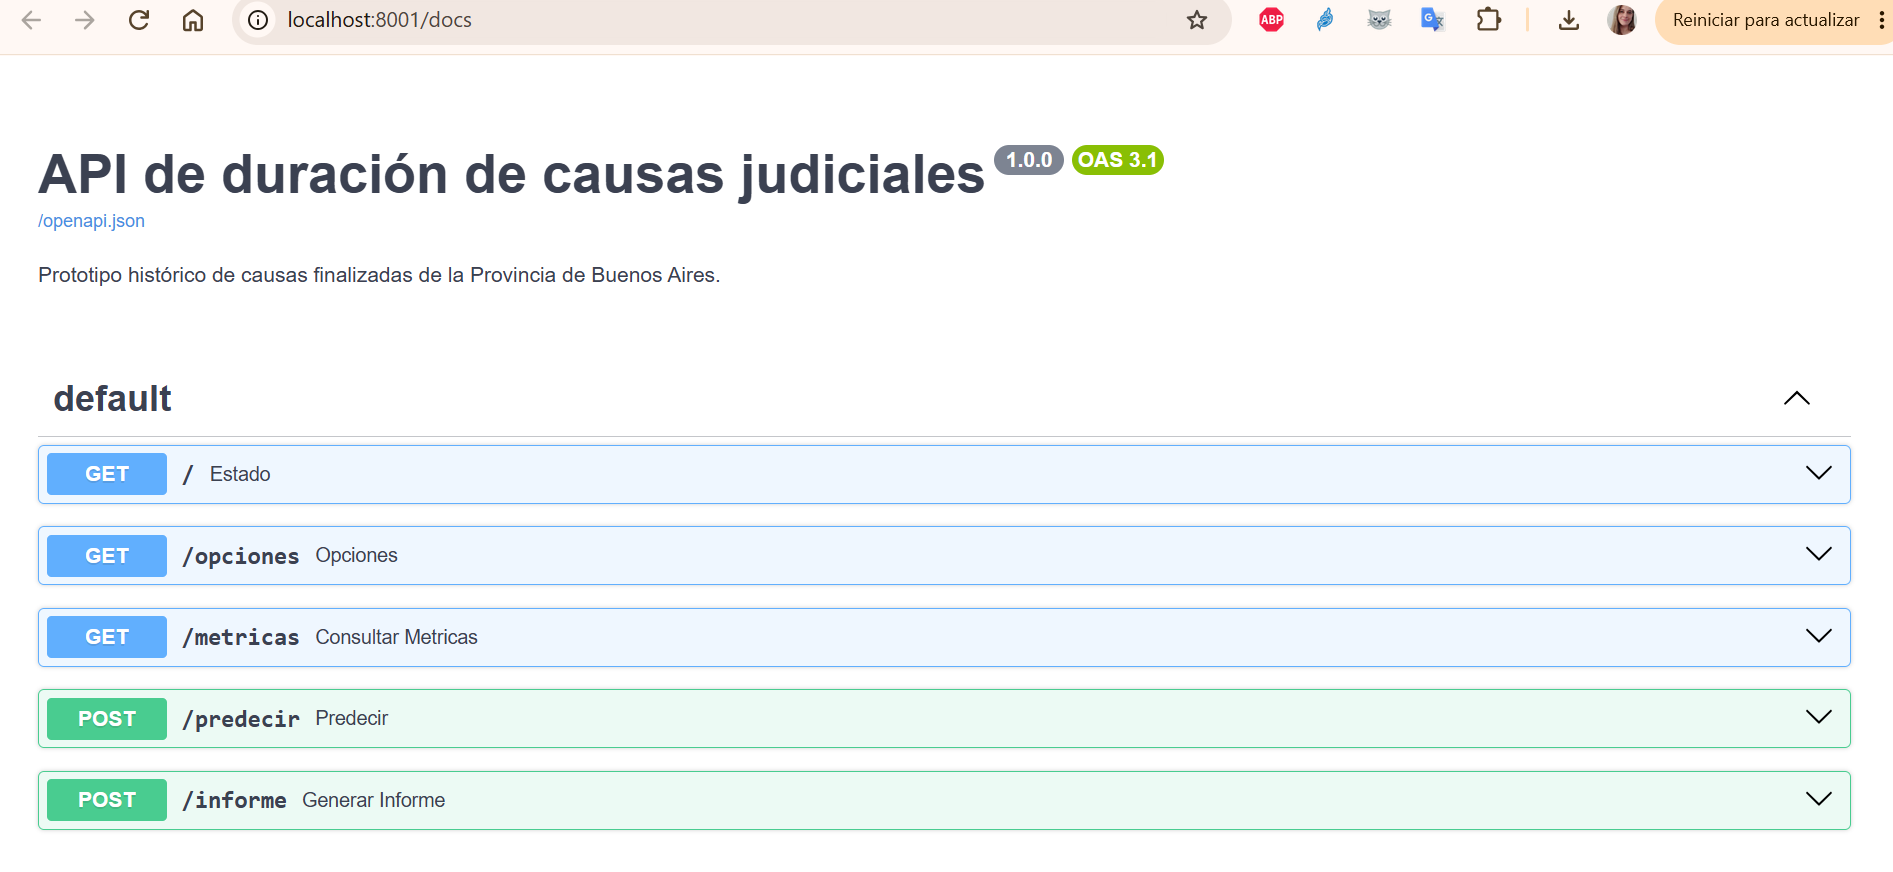 localhost:8001/docs
ABP
G
Reiniciar para actualizar
API de duración de causas judiciales 1.0.0 OAS 3.1
/openapi.json
Prototipo histórico de causas finalizadas de la Provincia de Buenos Aires.
default
GET / Estado
GET /opciones Opciones
GET /metricas Consultar Metricas
POST /predecir Predecir
POST /informe Generar Informe